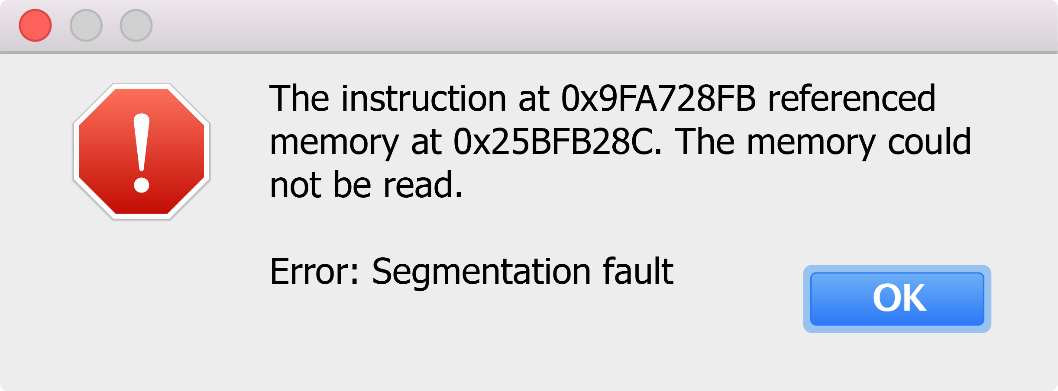 The instruction at 0x9FA728FB referenced
memory at 0x25BFB28C. The memory could
not be read.
Error: Segmentation fault
OK